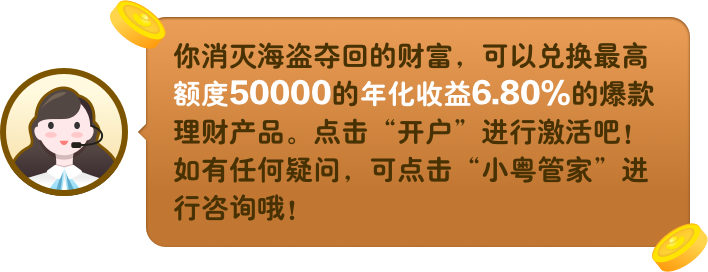 你消灭海盗夺回的财富，可以兑换最高
额度50000的年化收益6.80%的爆款
理财产品。点击“开户”进行激活吧！
如有任何疑问，可点击“小粤管家”进
行咨询哦！